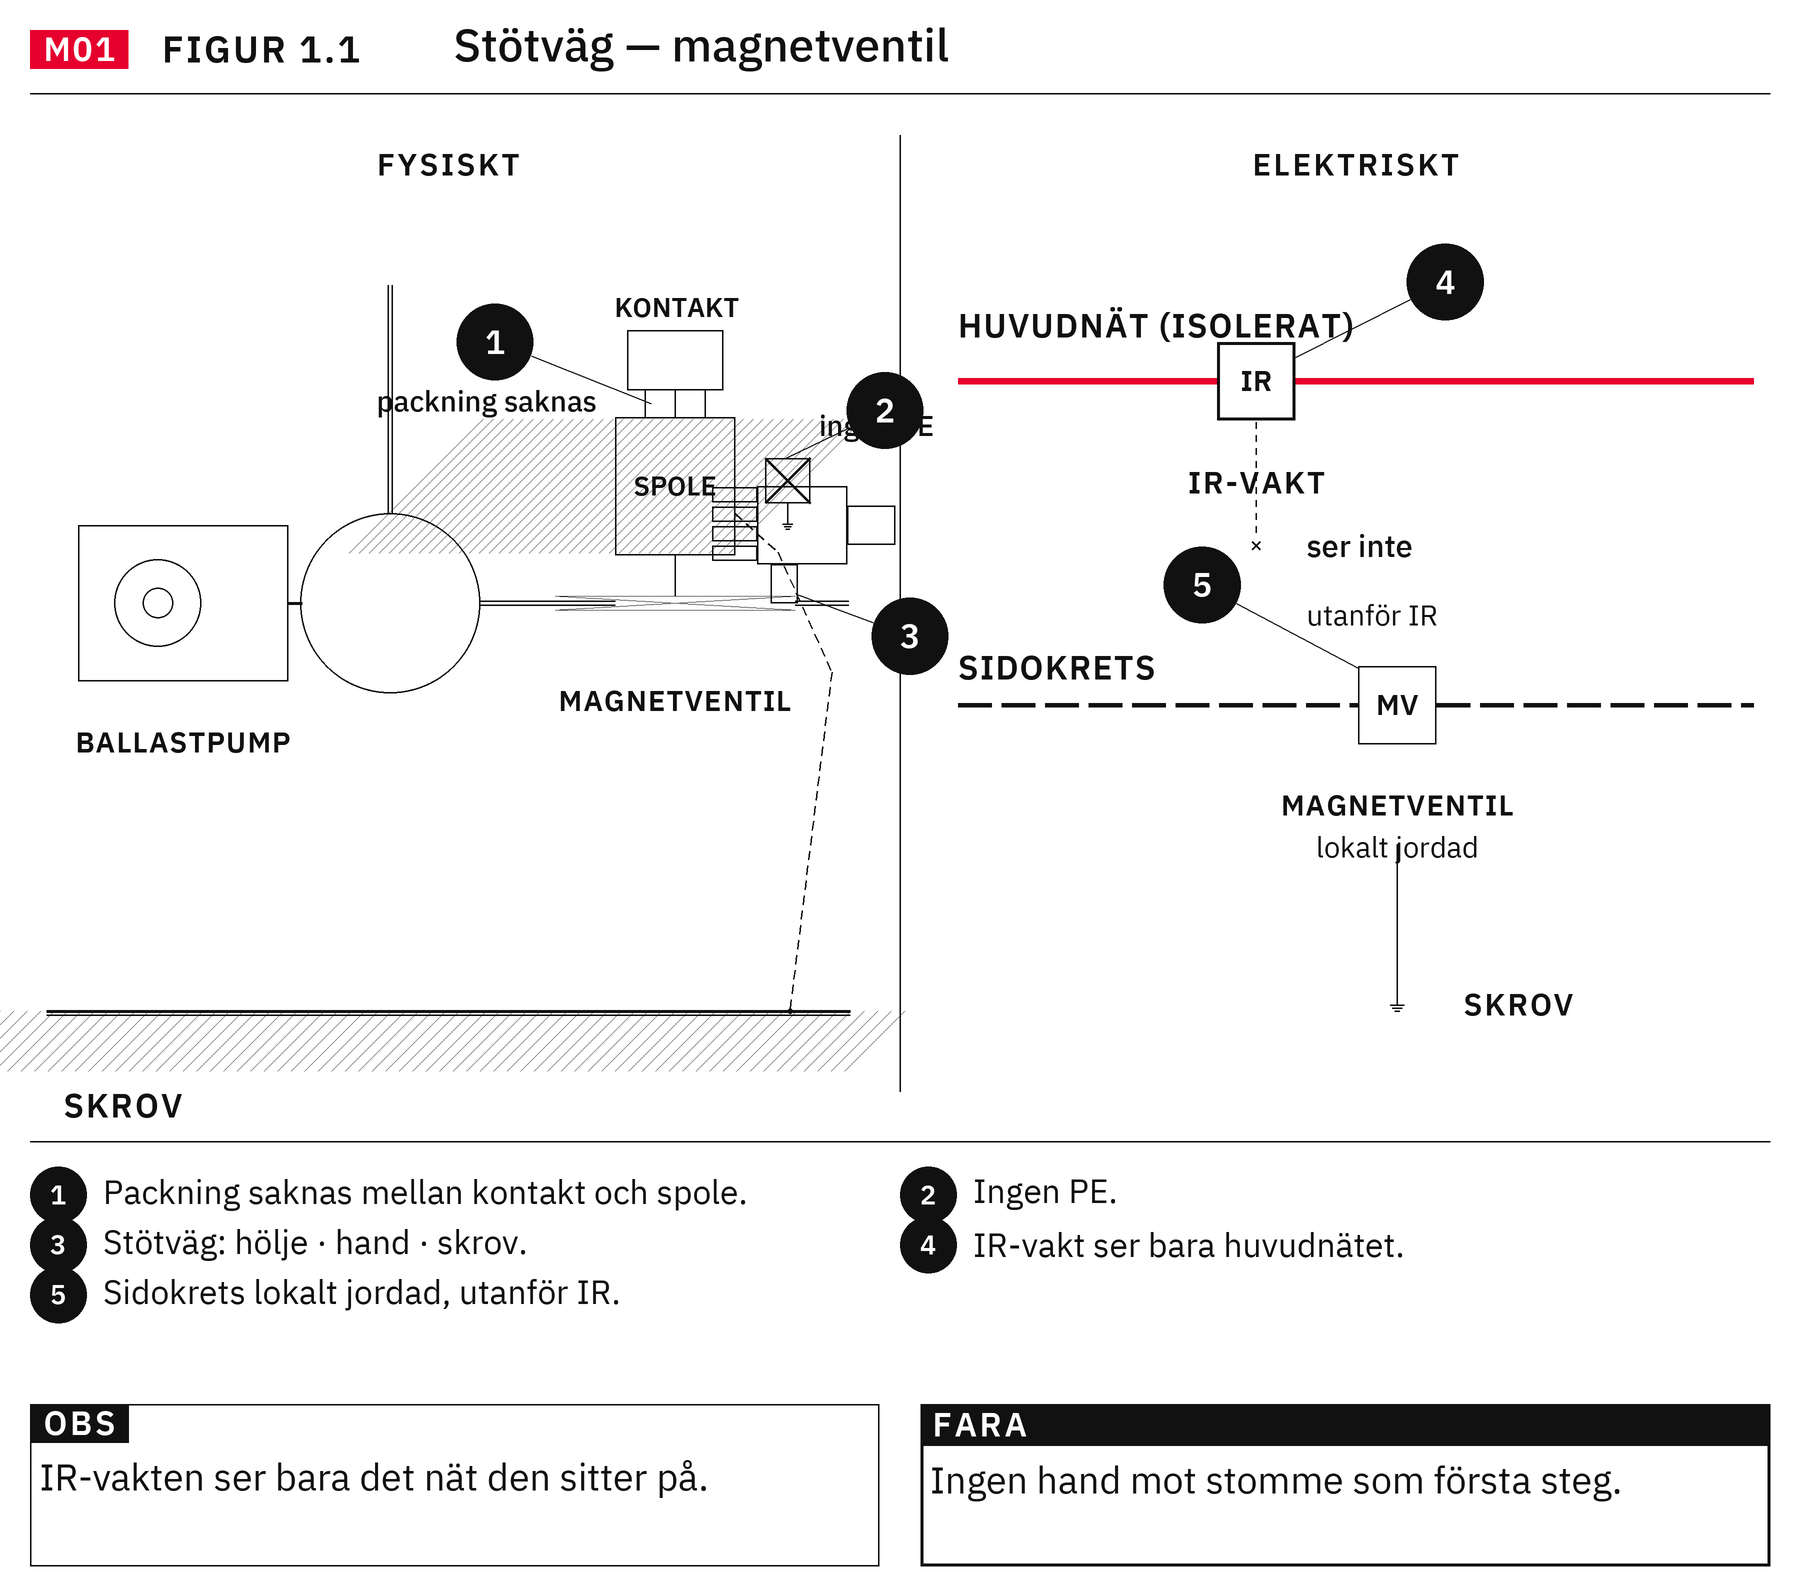 M01 FIGUR 1.1 Stötväg — magnetventil
FYSISKT
ELEKTRISKT
KONTAKT
1
packning saknas
2
SPOLE
3
MAGNETVENTIL
BALLASTPUMP
SKROV
4
HUVUDNÄT (ISOLERAT)
IR
IR-VAKT
ser inte
5
utanför IR
SIDOKRETS
MV
MAGNETVENTIL
lokalt jordad
SKROV
1 Packning saknas mellan kontakt och spole.
2 Ingen PE.
3 Stötväg: hölje · hand · skrov.
4 IR-vakt ser bara huvudnätet.
5 Sidokrets lokalt jordad, utanför IR.
OBS
IR-vakten ser bara det nät den sitter på.
FARA
Ingen hand mot stomme som första steg.